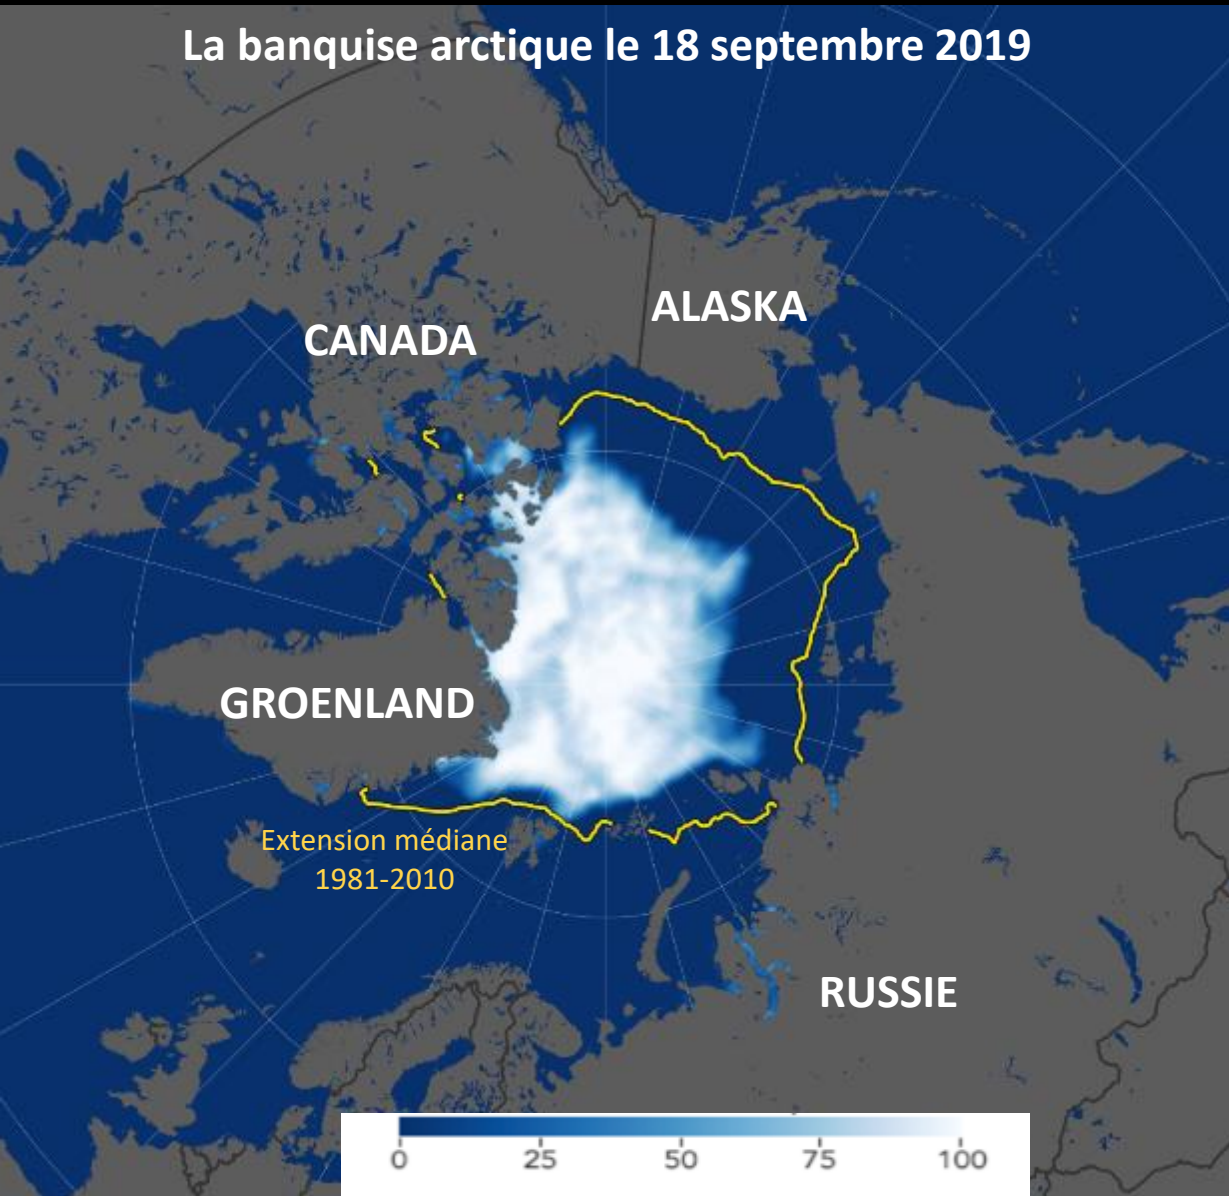 La banquise arctique le 18 septembre 2019
ALASKA
CANADA
GROENLAND
Extension médiane
1981-2010
RUSSIE
0 25 50 75 100